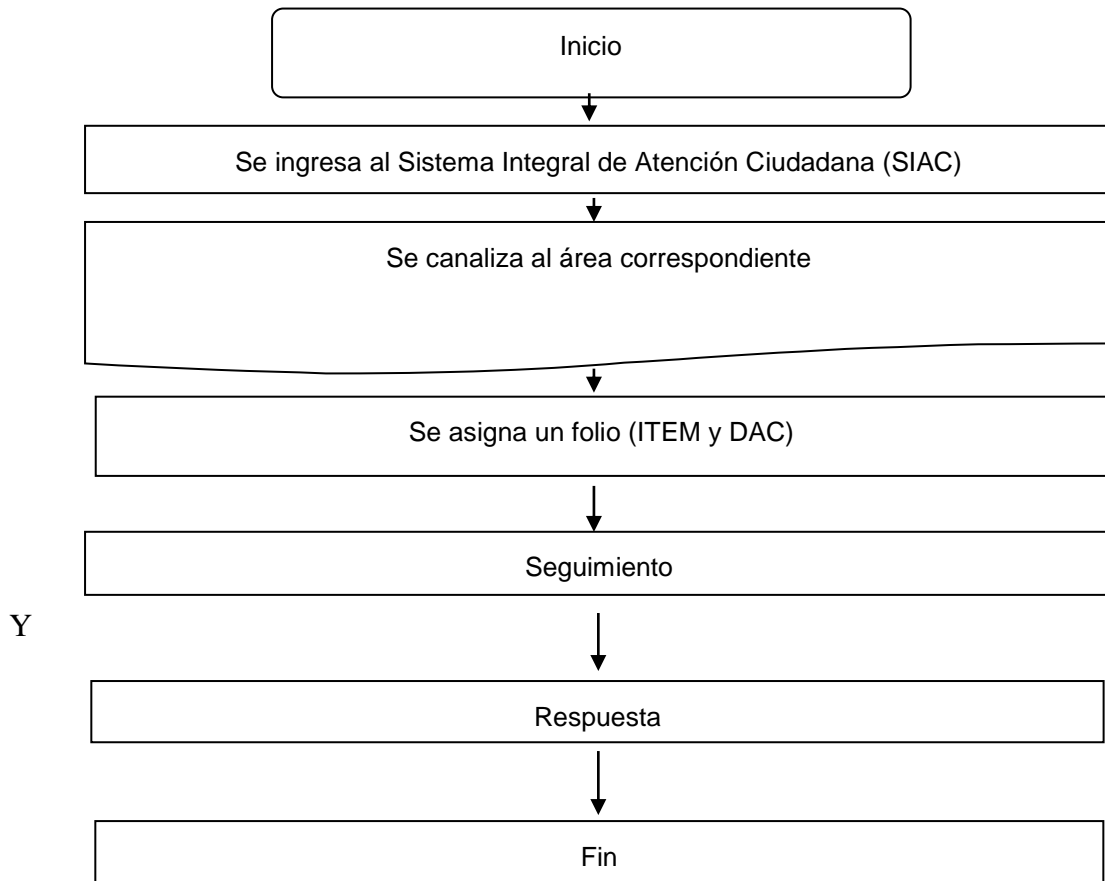 Inicio
Se ingresa al Sistema Integral de Atención Ciudadana (SIAC)
Se canaliza al área correspondiente
Se asigna un folio (ITEM y DAC)
Seguimiento
Y
Respuesta
Fin